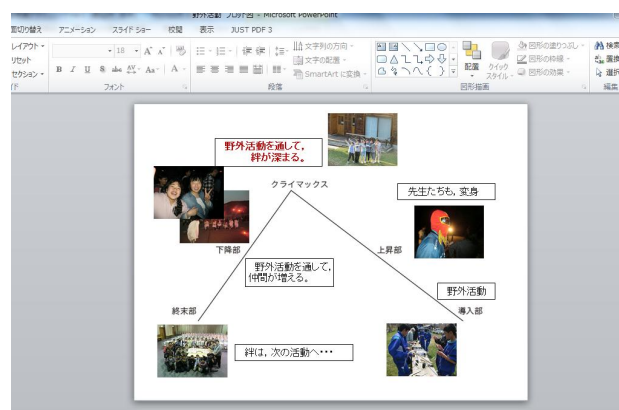 野外活動 プロット図 - Microsoft PowerPoint
面切り替え アニメーション スライド ショー 校閲 表示 JUST PDF 3
レイアウト
リセット
セクション
18
文字列の方向
文字の配置
SmartArt に変換
配置
クイック
スタイル
図形の塗りつぶし
図形の枠線
図形の効果
検索
置換
選択
フォント
段落
図形描画
編集
野外活動を通して,
絆が深まる。
クライマックス
先生たちも, 変身
下降部
上昇部
野外活動を通して,
仲間が増える。
野外活動
終末部
導入部
絆は, 次の活動へ・・・